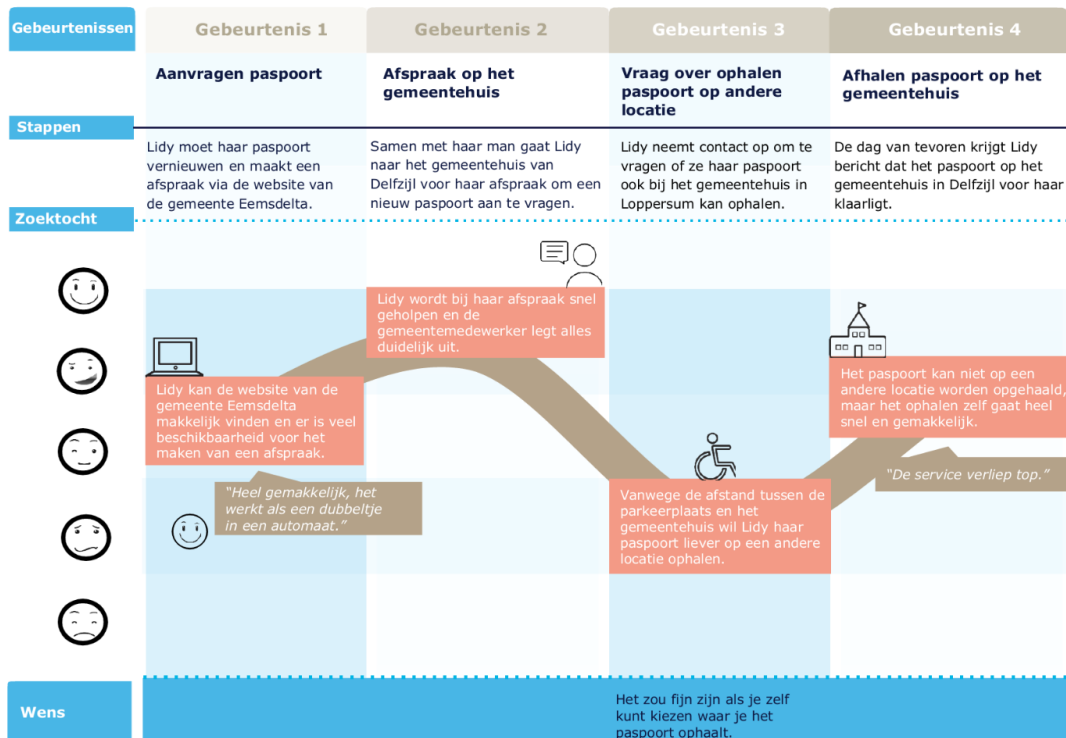 Gebeurtenissen
Gebeurtenis 1
Gebeurtenis 2
Gebeurtenis 3
Gebeurtenis 4
Aanvragen paspoort
Afspraak op het
gemeentehuis
Vraag over ophalen
paspoort op andere
locatie
Afhalen paspoort op het
gemeentehuis
Stappen
Lidy moet haar paspoort
vernieuwen en maakt een
afspraak via de website van
de gemeente Eemsdelta.
Samen met haar man gaat Lidy
naar het gemeentehuis van
Delfzijl voor haar afspraak om een
nieuw paspoort aan te vragen.
Lidy neemt contact op om te
vragen of ze haar paspoort
ook bij het gemeentehuis in
Loppersum kan ophalen.
De dag van tevoren krijgt Lidy
bericht dat het paspoort op het
gemeentehuis in Delfzijl voor haar
klaarligt.
Zoektocht
Lidy kan de website van de
gemeente Eemsdelta
makkelijk vinden en er is veel
beschikbaarheid voor het
maken van een afspraak.
"Heel gemakkelijk, het
werkt als een dubbeltje
in een automaat."
Lidy wordt bij haar afspraak snel
geholpen en de
gemeentemedewerker legt alles
duidelijk uit.
Vanwege de afstand tussen de
parkeerplaats en het
gemeentehuis wil Lidy haar
paspoort liever op een andere
locatie ophalen.
Het paspoort kan niet op een
andere locatie worden opgehaald,
maar het ophalen zelf gaat heel
snel en gemakkelijk.
"De service verliep top."
Wens
Het zou fijn zijn als je zelf
kunt kiezen waar je het
paspoort ophaalt.